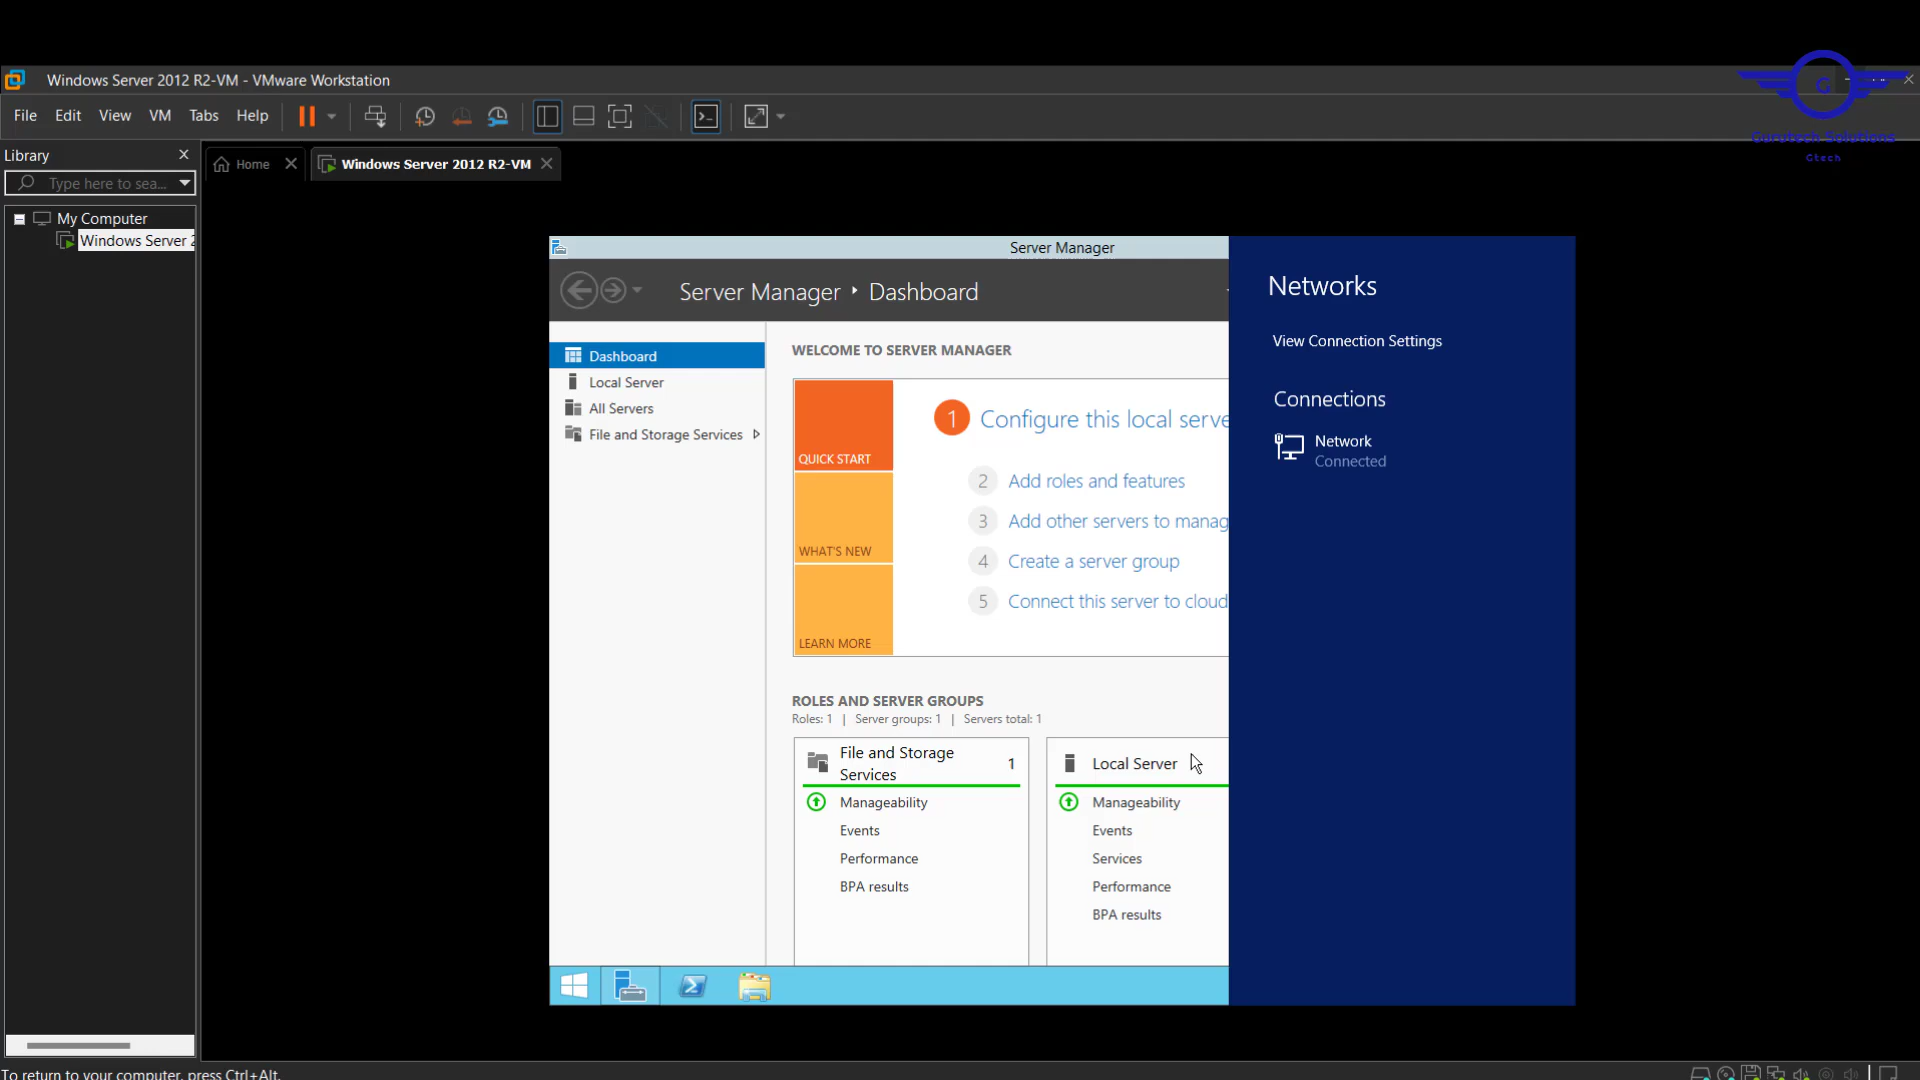 Windows Server 2012 R2-VM - VMware Workstation
File Edit View VM Tabs Help
G
Gurutech Solutions
Gtech
Library
Type here to sea...
Home
Windows Server 2012 R2-VM
My Computer
Windows Server 2
Server Manager
Server Manager Dashboard
Dashboard
Local Server
All Servers
File and Storage Services
WELCOME TO SERVER MANAGER
QUICK START
WHAT'S NEW
LEARN MORE
1 Configure this local serve
2 Add roles and features
3 Add other servers to manag
4 Create a server group
5 Connect this server to cloud
ROLES AND SERVER GROUPS
Roles: 1 | Server groups: 1 | Servers total: 1
File and Storage
Services
1
Manageability
Events
Performance
BPA results
Local Server
Manageability
Events
Services
Performance
BPA results
Networks
View Connection Settings
Connections
Network
Connected
To return to your computer, press Ctrl+Alt.